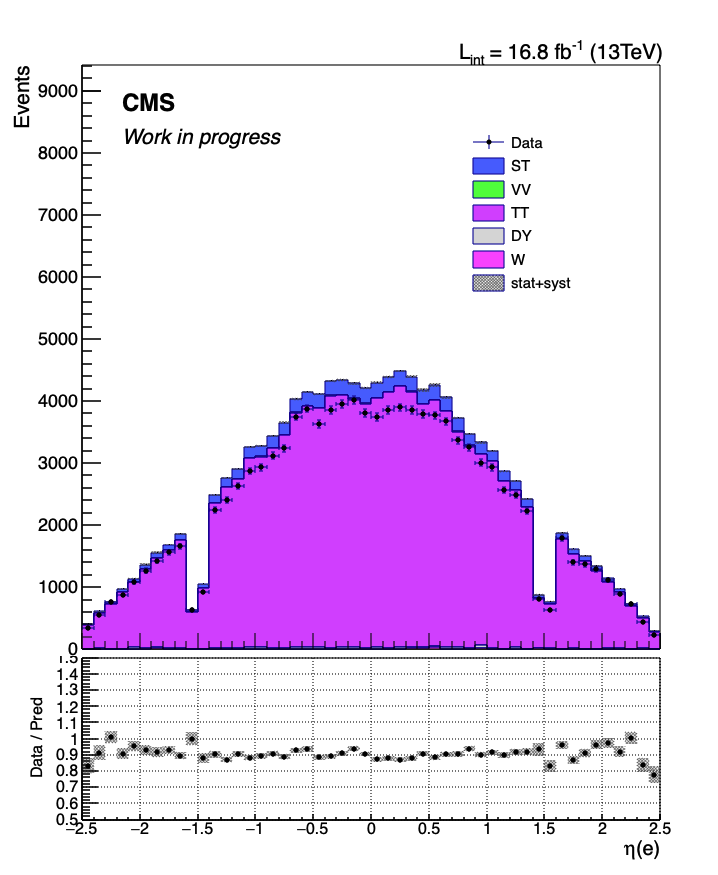 L_int = 16.8 fb⁻¹ (13TeV)
Events
CMS
Work in progress
Data
ST
VV
TT
DY
W
stat+syst
9000
8000
7000
6000
5000
4000
3000
2000
1000
0
Data / Pred
1.5
1.4
1.3
1.2
1.1
1
0.9
0.8
0.7
0.6
0.5
−2.5 −2 −1.5 −1 −0.5 0 0.5 1 1.5 2 2.5
η(e)